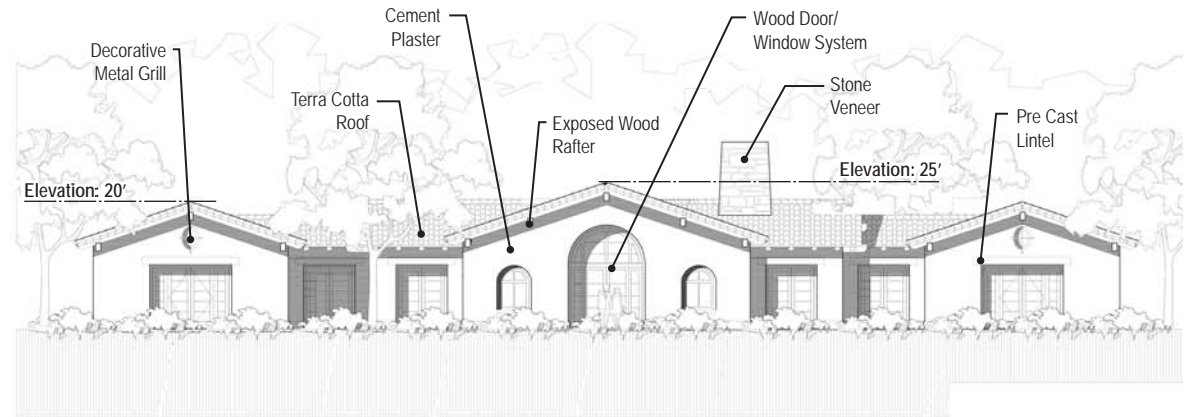 Cement
Plaster
Wood Door/
Window System
Decorative
Metal Grill
Stone
Veneer
Terra Cotta
Roof
Exposed Wood
Rafter
Pre Cast
Lintel
Elevation: 20'
Elevation: 25'